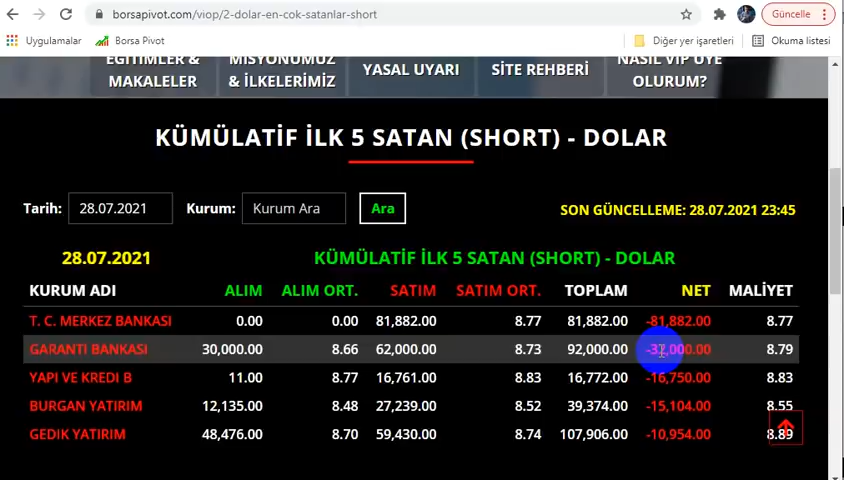 borsapivot.com/viop/2-dolar-en-cok-satanlar-short
Güncelle
Uygulamalar
Borsa Pivot
Diğer yer işaretleri
Okuma listesi
EĞİTİMLER & MAKALELER
MİSYONUMUZ & İLKELERİMİZ
YASAL UYARI
SİTE REHBERİ
NASIL VIP ÜYE OLURUM?
KÜMÜLATİF İLK 5 SATAN (SHORT) - DOLAR
Tarih: 28.07.2021 Kurum: Kurum Ara Ara
SON GÜNCELLEME: 28.07.2021 23:45
28.07.2021 KÜMÜLATİF İLK 5 SATAN (SHORT) - DOLAR
KURUM ADI ALIM ALIM ORT. SATIM SATIM ORT. TOPLAM NET MALİYET
T. C. MERKEZ BANKASI 0.00 0.00 81,882.00 8.77 81,882.00 -81,882.00 8.77
GARANTI BANKASI 30,000.00 8.66 62,000.00 8.73 92,000.00 -32,000.00 8.79
YAPI VE KREDI B 11.00 8.77 16,761.00 8.83 16,772.00 -16,750.00 8.83
BURGAN YATIRIM 12,135.00 8.48 27,239.00 8.52 39,374.00 -15,104.00 8.55
GEDIK YATIRIM 48,476.00 8.70 59,430.00 8.74 107,906.00 -10,954.00 8.89